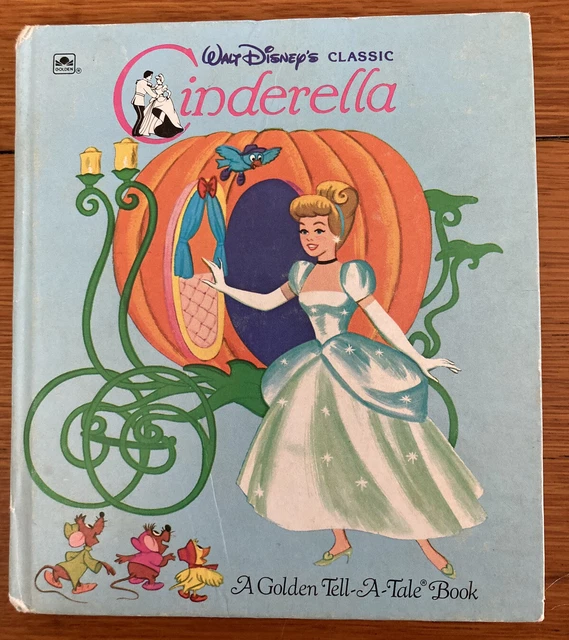 WALT DISNEY'S CLASSIC
Cinderella
GOLDEN®
A Golden Tell-A-Tale® Book